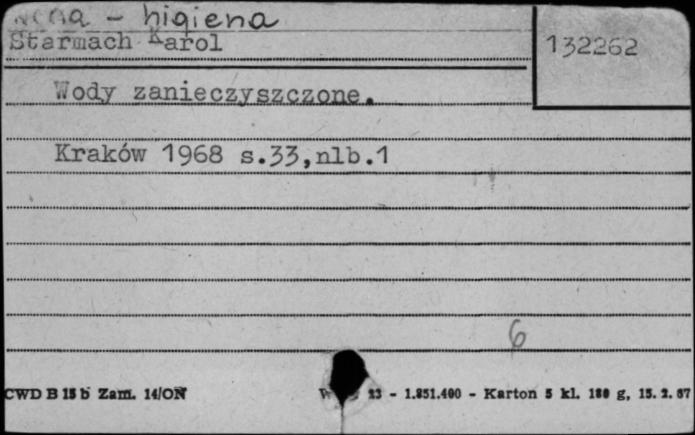 - higiena
Starmach Karol
132262
Wody zanieczyszczone.
Kraków 1968 s.33,nlb.1
6
CWD B 15 b Zam. 14/ON
- 1.851.400 - Karton 5 kl. 180 g, 15. 2. 67